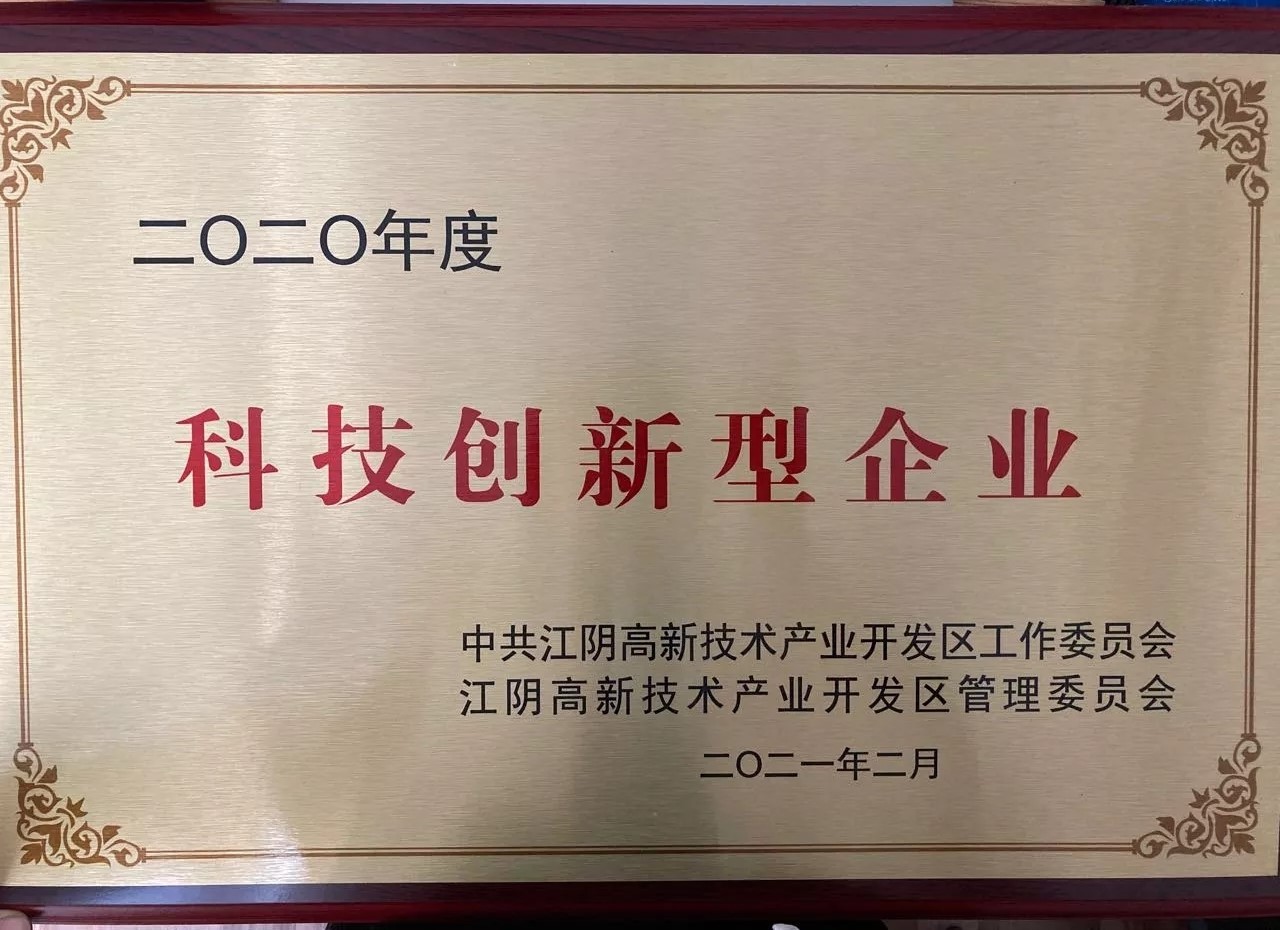 二〇二〇年度
科技创新型企业
中共江阴高新技术产业开发区工作委员会
江阴高新技术产业开发区管理委员会
二〇二一年二月